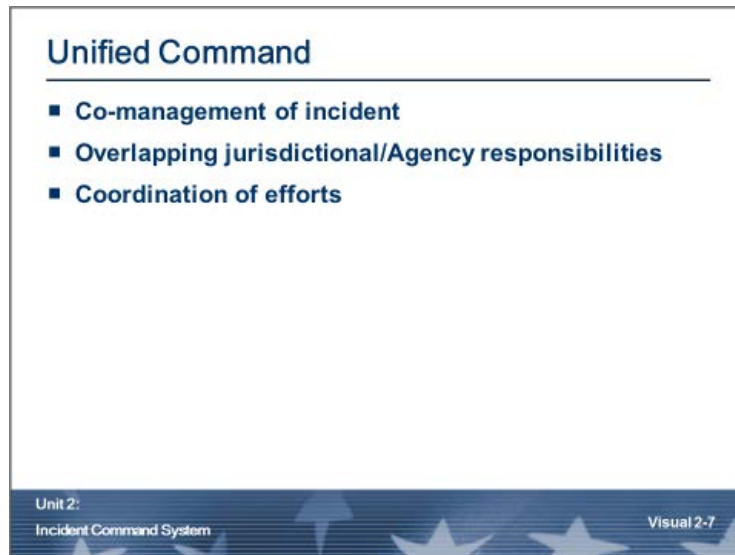 Unified Command
■ Co-management of incident
■ Overlapping jurisdictional/Agency responsibilities
■ Coordination of efforts
Unit 2:
Incident Command System
Visual 2-7